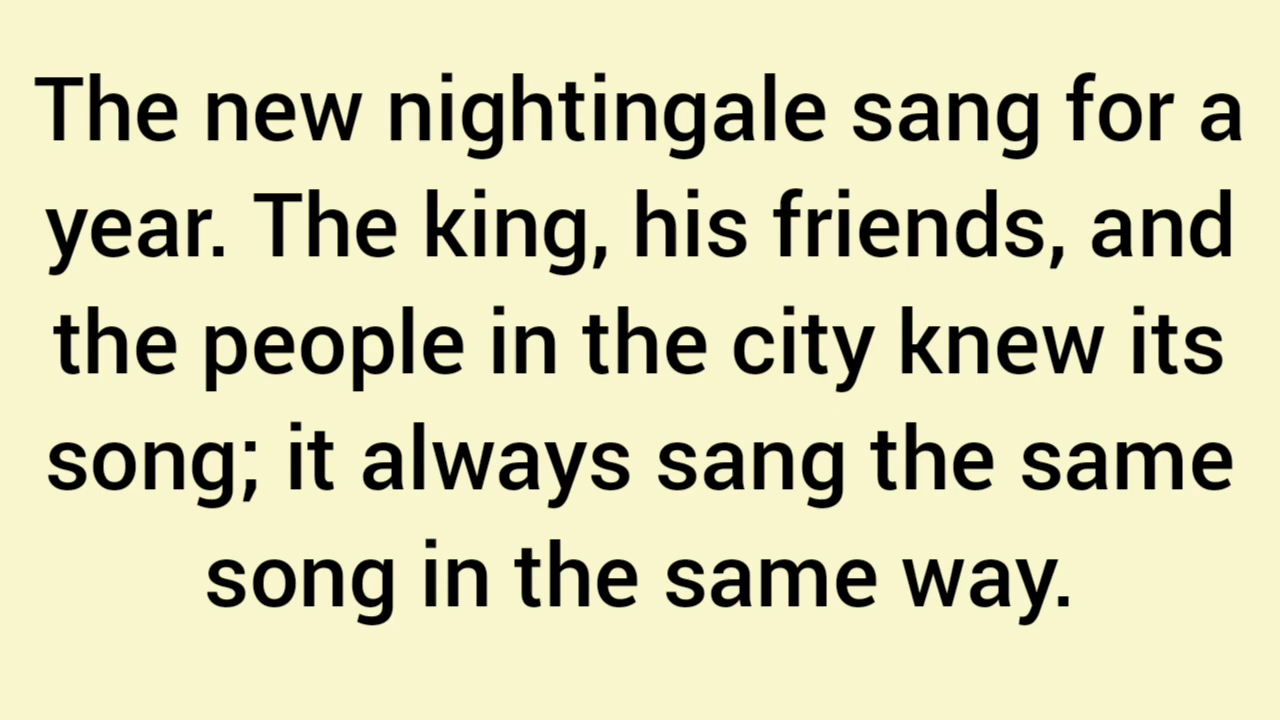 The new nightingale sang for a
year. The king, his friends, and
the people in the city knew its
song; it always sang the same
song in the same way.